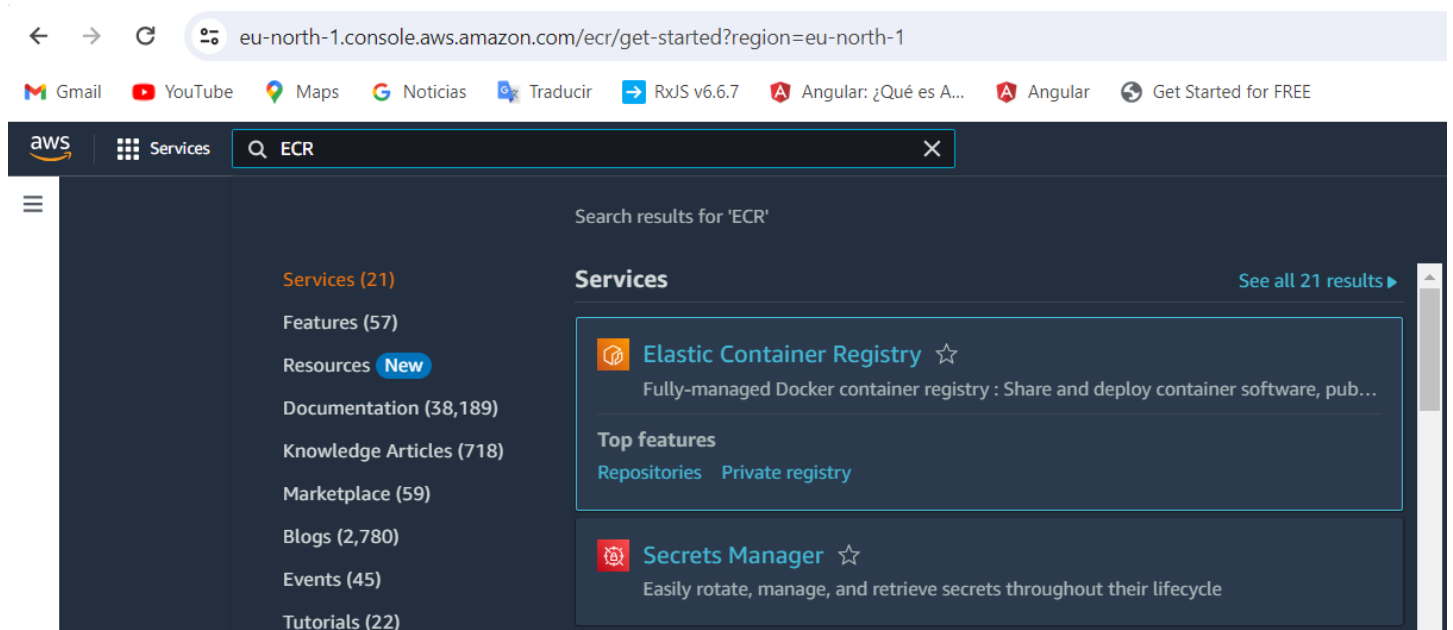 eu-north-1.console.aws.amazon.com/ecr/get-started?region=eu-north-1
Gmail YouTube Maps Noticias Traducir RxJS v6.6.7 Angular: ¿Qué es A... Angular Get Started for FREE
aws Services ECR
Search results for 'ECR'
Services (21)
Features (57)
Resources New
Documentation (38,189)
Knowledge Articles (718)
Marketplace (59)
Blogs (2,780)
Events (45)
Tutorials (22)
Services See all 21 results
Elastic Container Registry
Fully-managed Docker container registry : Share and deploy container software, pub...
Top features
Repositories Private registry
Secrets Manager
Easily rotate, manage, and retrieve secrets throughout their lifecycle